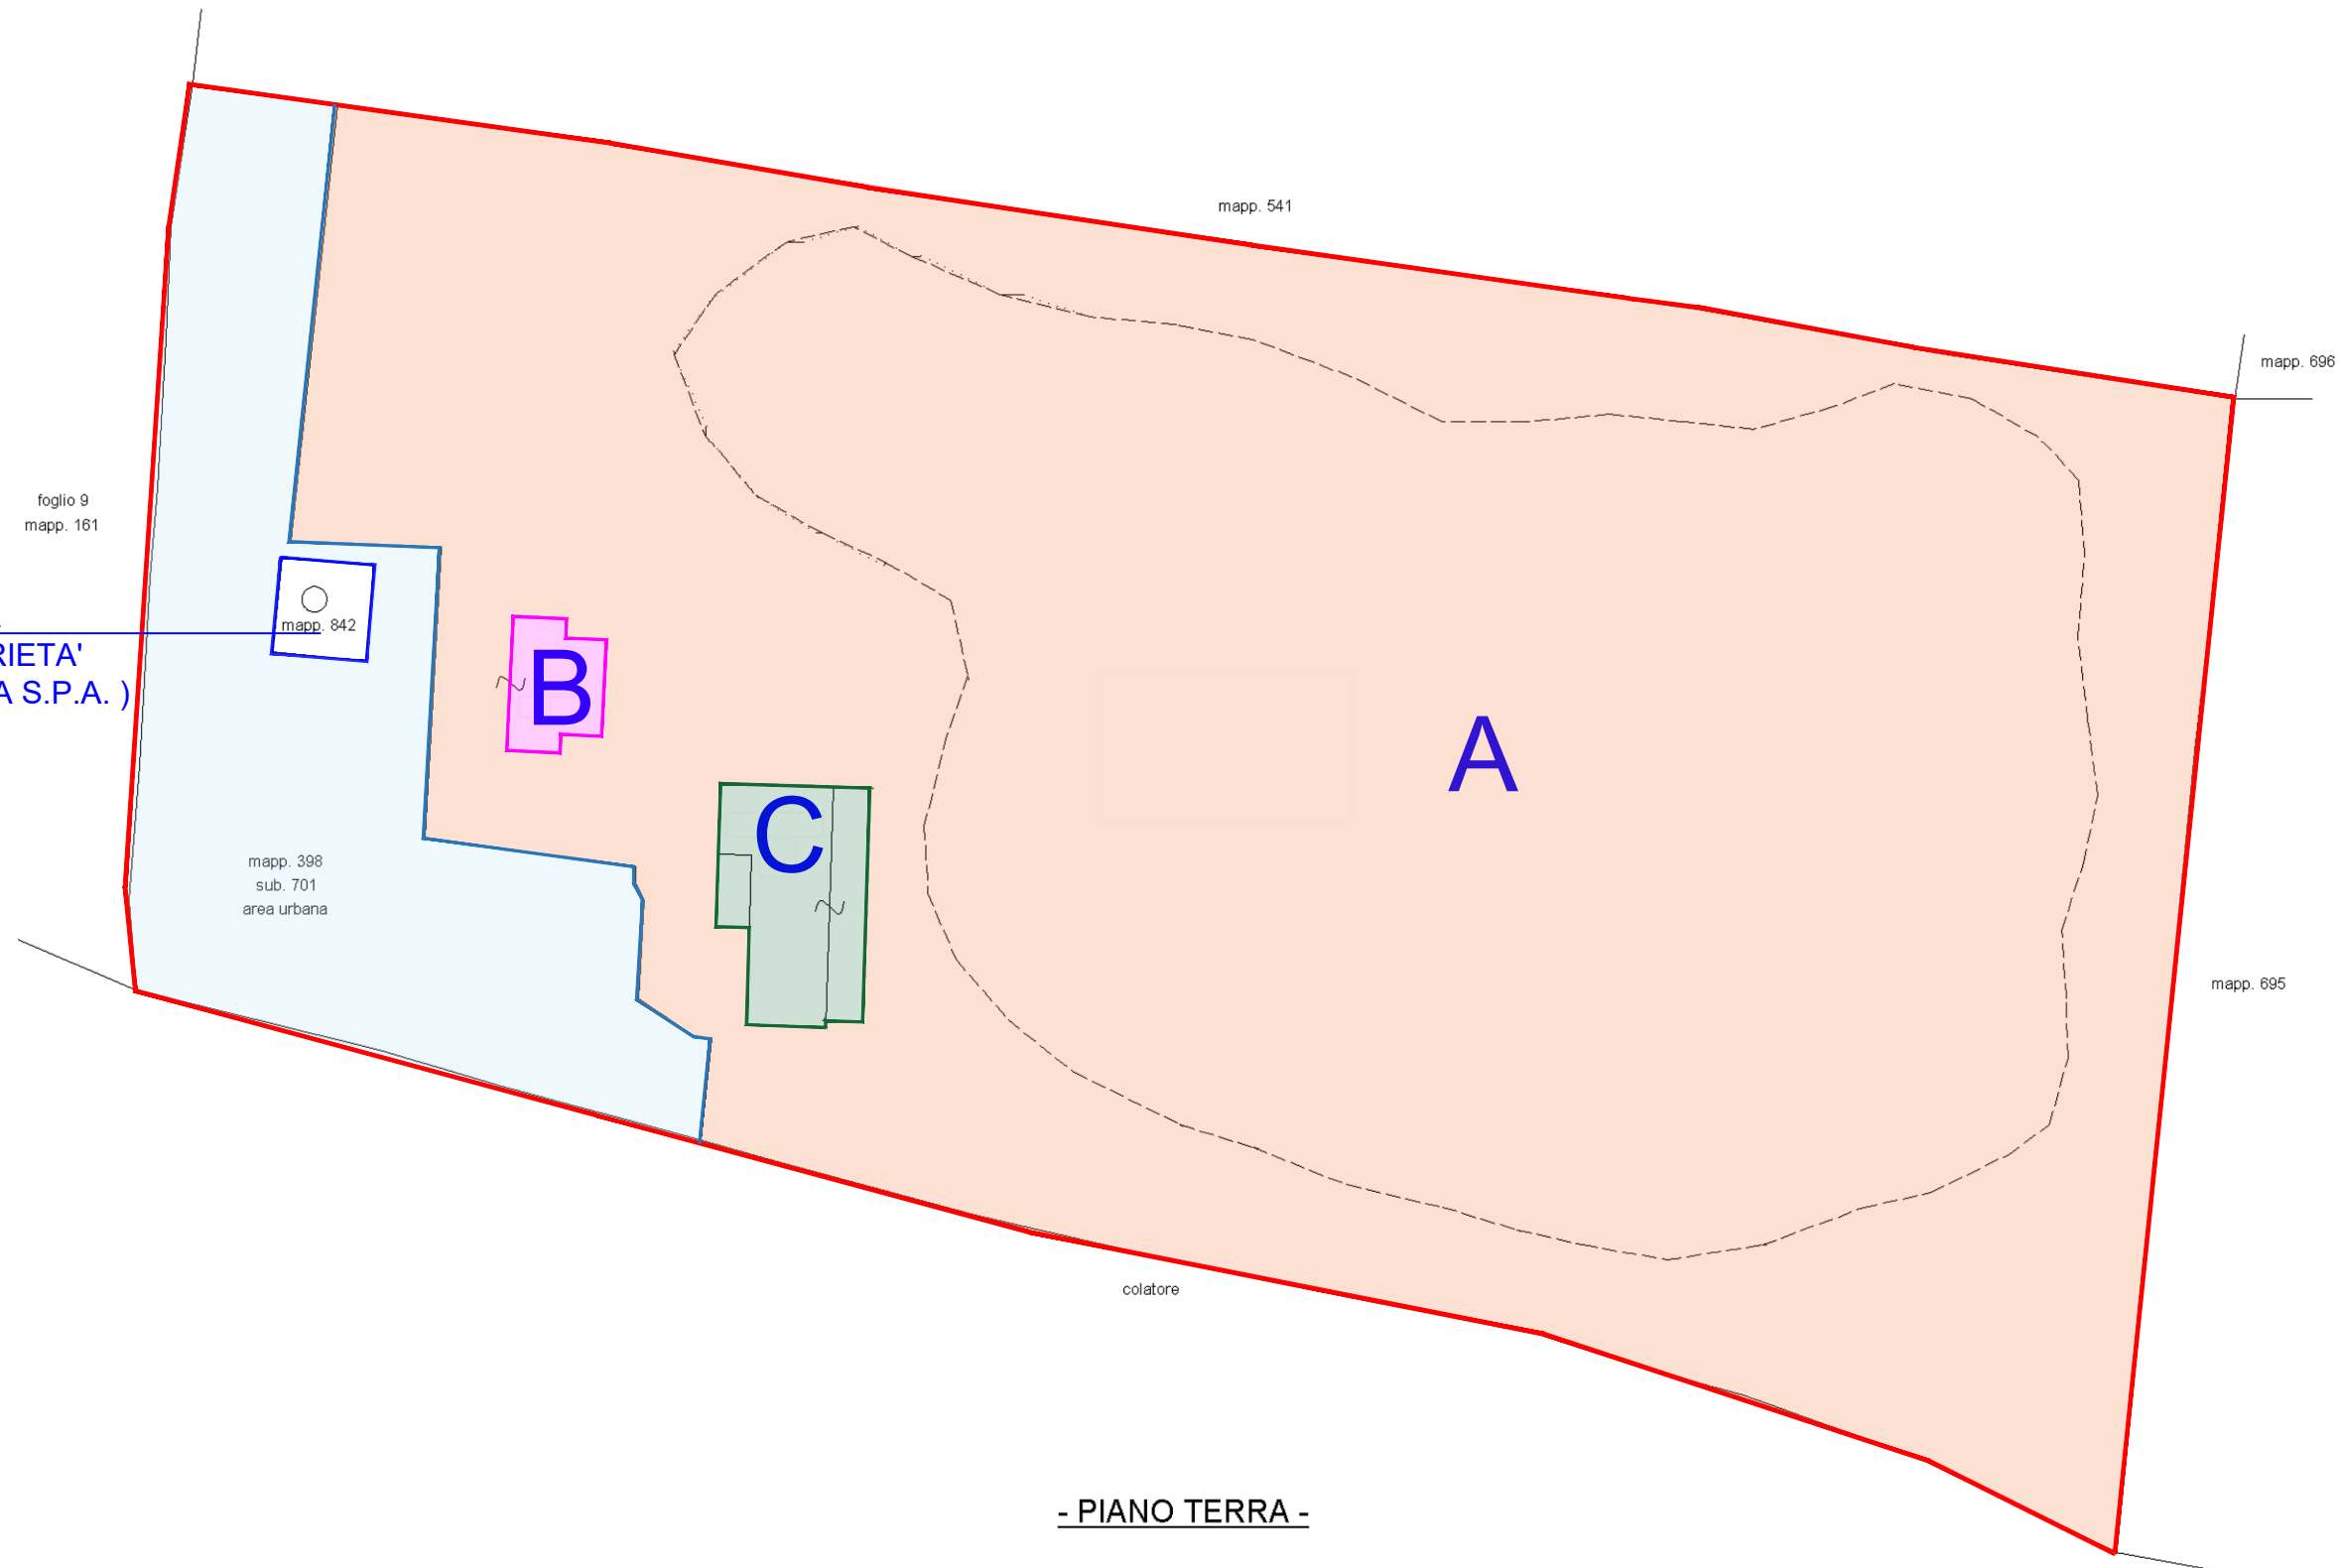 mapp. 541
mapp. 696
foglio 9
mapp. 161
mapp. 842
RIETA'
A S.P.A. )
B
A
C
mapp. 398
sub. 701
area urbana
mapp. 695
colatore
- PIANO TERRA -